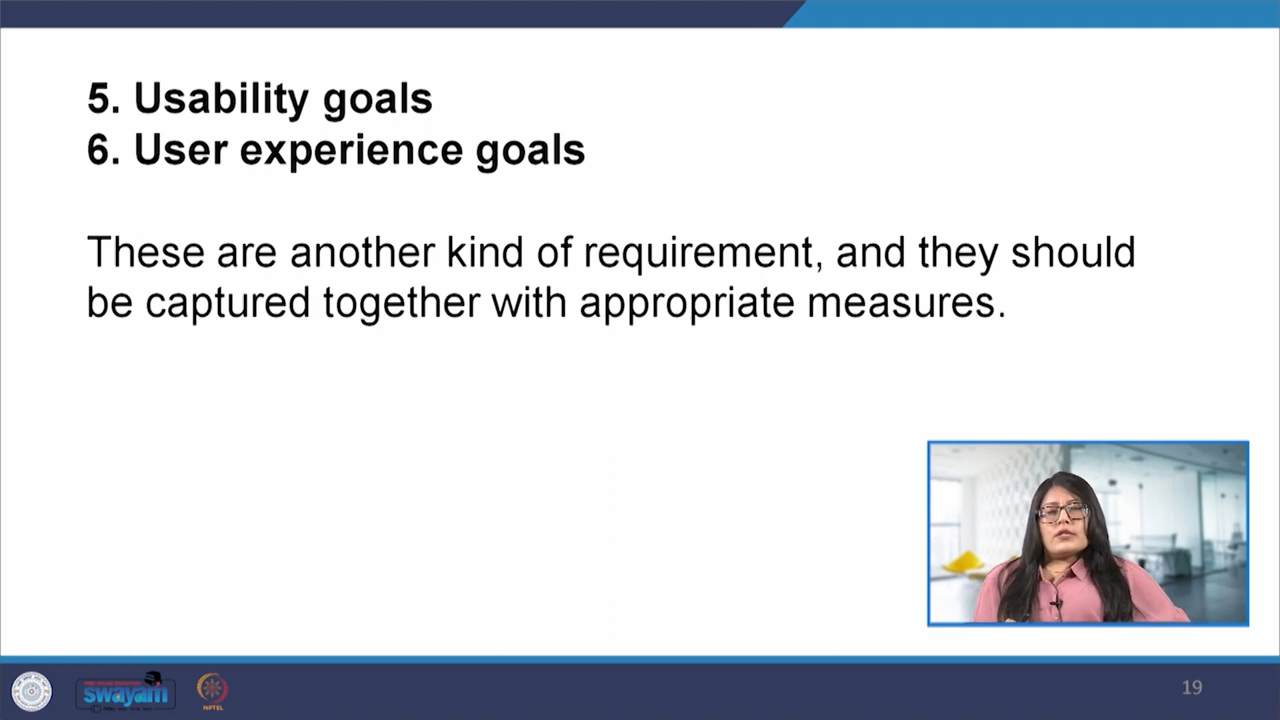 5. Usability goals
6. User experience goals
These are another kind of requirement, and they should
be captured together with appropriate measures.
swayam
NPTEL
19